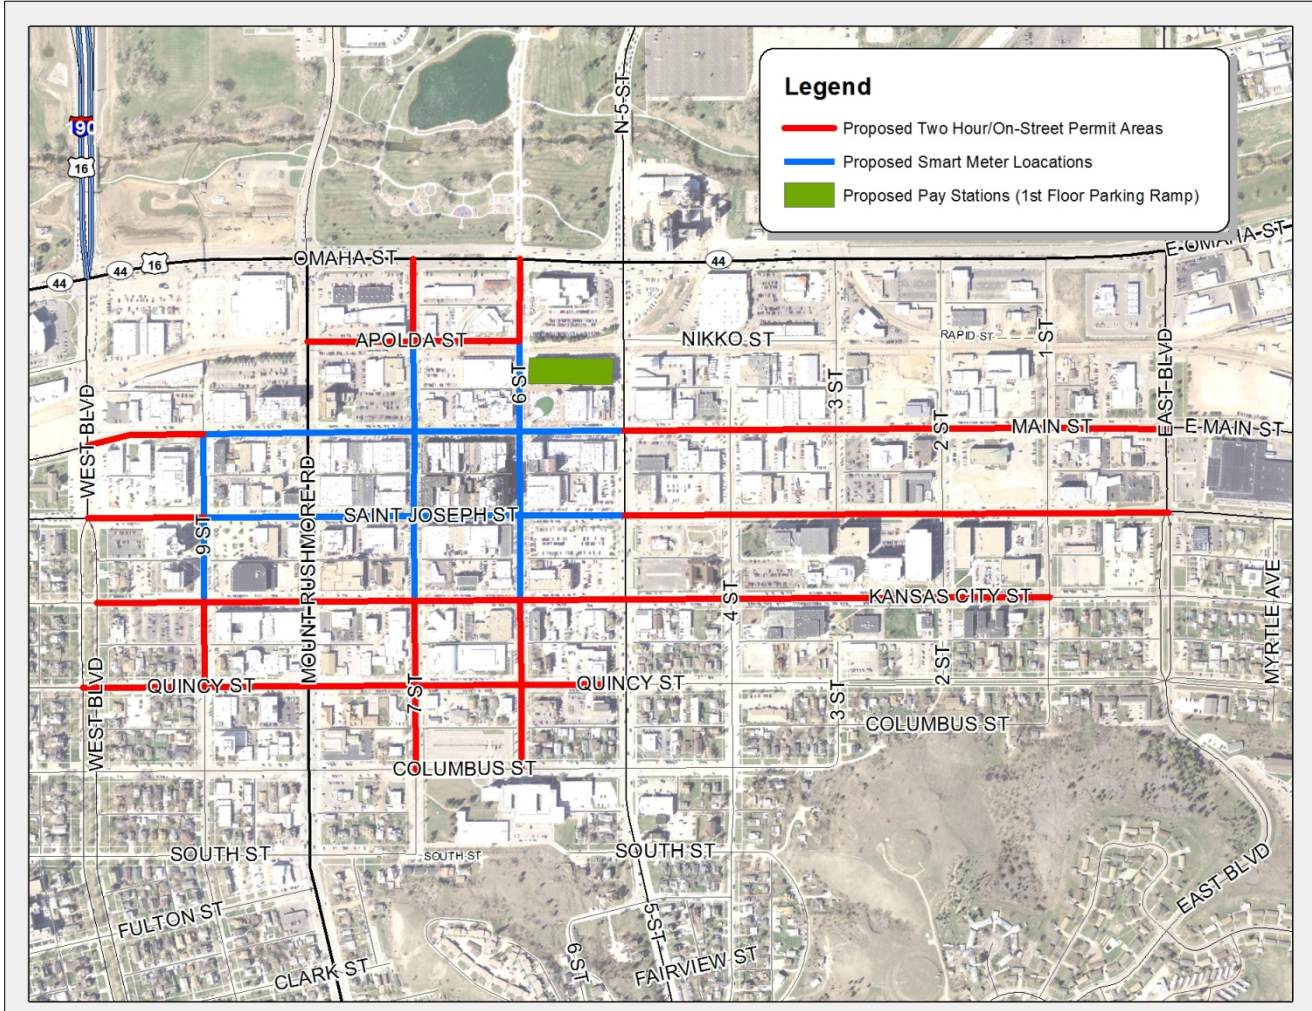 Legend
Proposed Two Hour/On-Street Permit Areas
Proposed Smart Meter Loacations
Proposed Pay Stations (1st Floor Parking Ramp)
N 5 ST
190
16
E OMAHA ST
OMAHA ST
44
16
44
44
APOLDA ST
NIKKO ST
RAPID ST
1 ST
EAST BLVD
6 ST
3 ST
2 ST
WEST BLVD
MAIN ST
E MAIN ST
MOUNT RUSHMORE RD
SAINT JOSEPH ST
9 ST
4 ST
KANSAS CITY ST
MYRTLE AVE
WEST BLVD
QUINCY ST
7 ST
QUINCY ST
3 ST
2 ST
COLUMBUS ST
COLUMBUS ST
SOUTH ST
SOUTH ST
SOUTH ST
EAST BLVD
FULTON ST
5 ST
6 ST
CLARK ST
FAIRVIEW ST